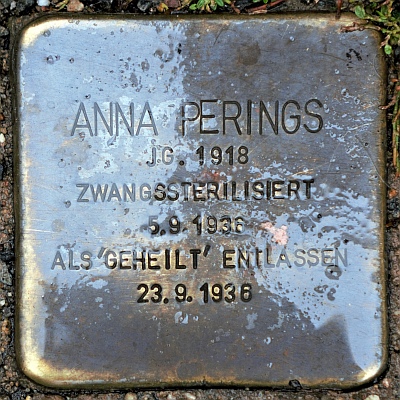 ANNA PERINGS
JG. 1918
ZWANGSSTERILISIERT
5.9.1936
ALS 'GEHEILT' ENTLASSEN
23.9.1936